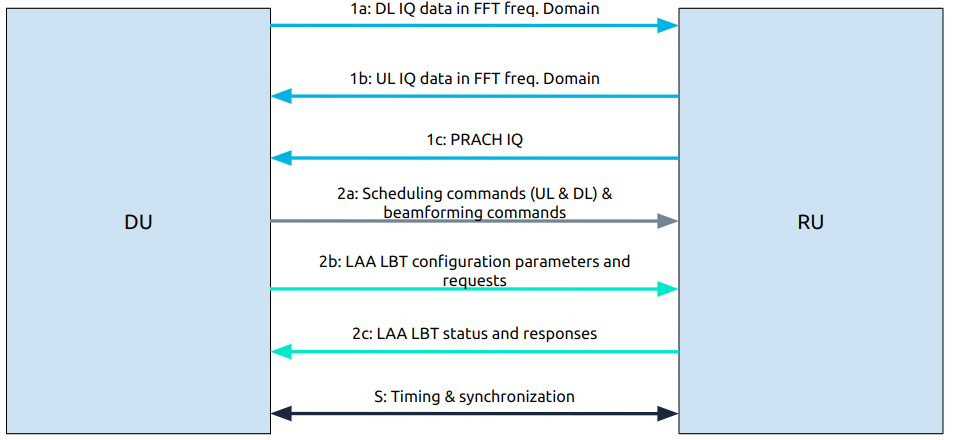 1a: DL IQ data in FFT freq. Domain
1b: UL IQ data in FFT freq. Domain
1c: PRACH IQ
2a: Scheduling commands (UL & DL) &
beamforming commands
DU
RU
2b: LAA LBT configuration parameters and
requests
2c: LAA LBT status and responses
S: Timing & synchronization